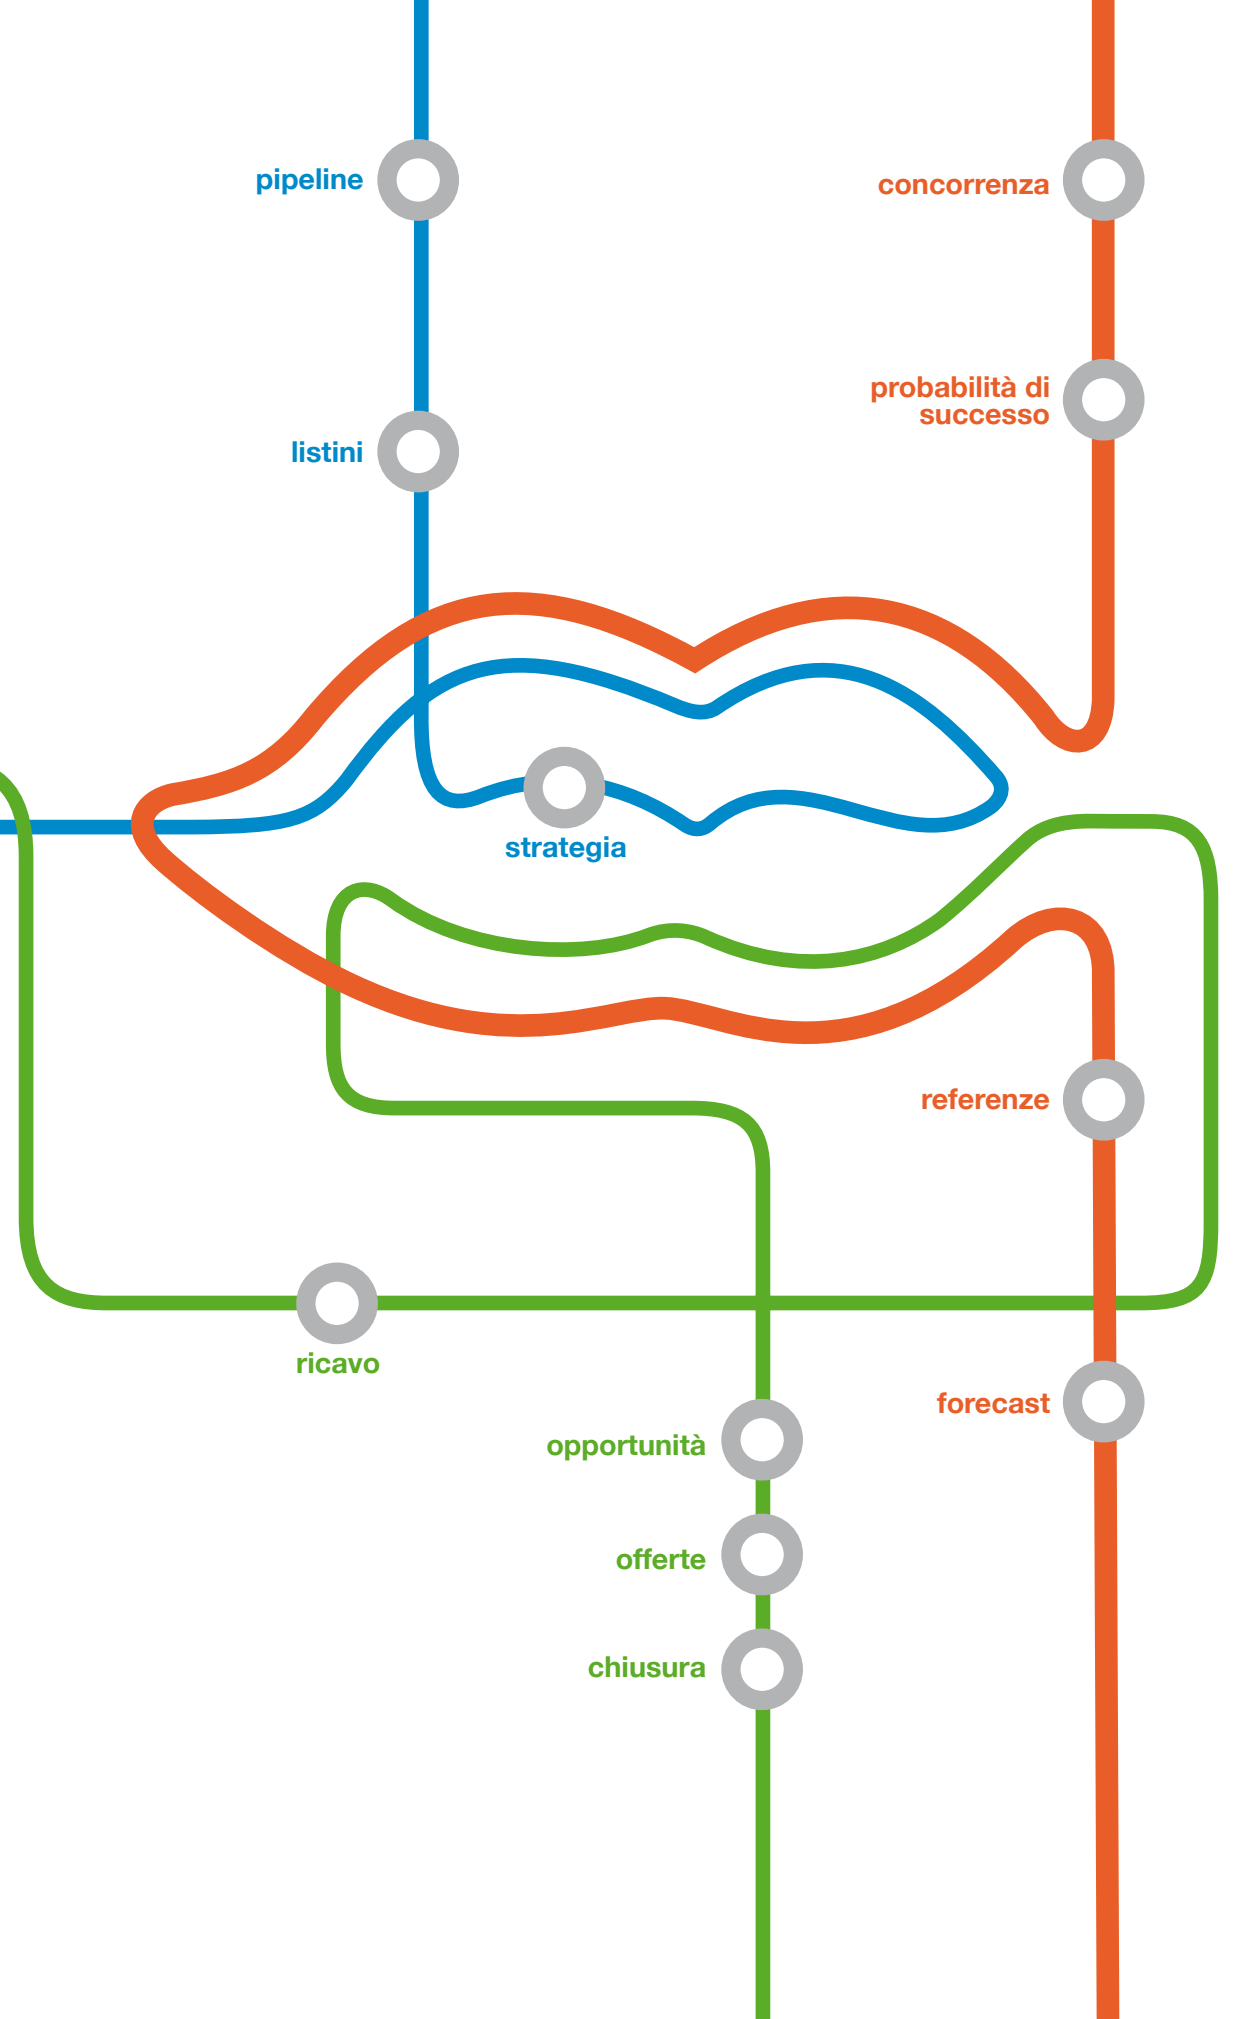 pipeline
concorrenza
probabilità di
successo
listini
strategia
referenze
ricavo
forecast
opportunità
offerte
chiusura